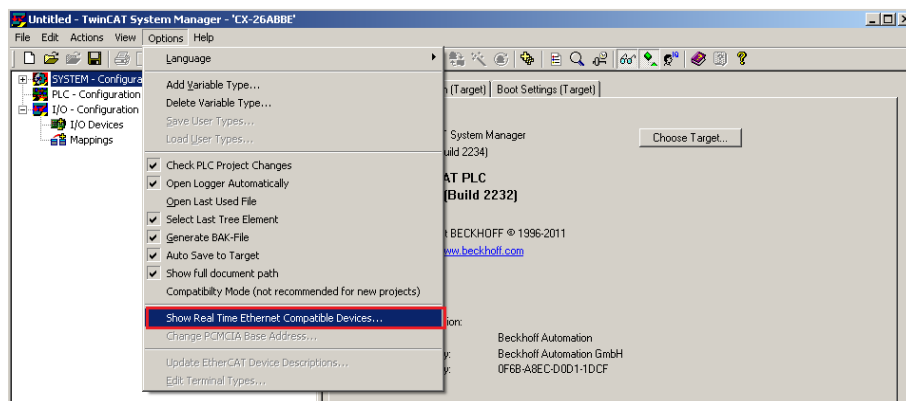 Untitled - TwinCAT System Manager - 'CX-26ABBE'
File Edit Actions View Options Help
Language
SYSTEM - Configura
PLC - Configuration
I/O - Configuration
I/O Devices
Mappings
Add Variable Type...
Delete Variable Type...
Save User Types...
Load User Types...
Check PLC Project Changes
Open Logger Automatically
Open Last Used File
Select Last Tree Element
Generate BAK-File
Auto Save to Target
Show full document path
Compatibilty Mode (not recommended for new projects)
Show Real Time Ethernet Compatible Devices...
Change PCMCIA Base Address...
Update EtherCAT Device Descriptions...
Edit Terminal Types...
n (Target) Boot Settings (Target)
System Manager
uild 2234)
Choose Target...
AT PLC
(Build 2232)
t BECKHOFF © 1996-2011
ww.beckhoff.com
ion:
Beckhoff Automation
y: Beckhoff Automation GmbH
y: 0F6B-A8EC-D0D1-1DCF